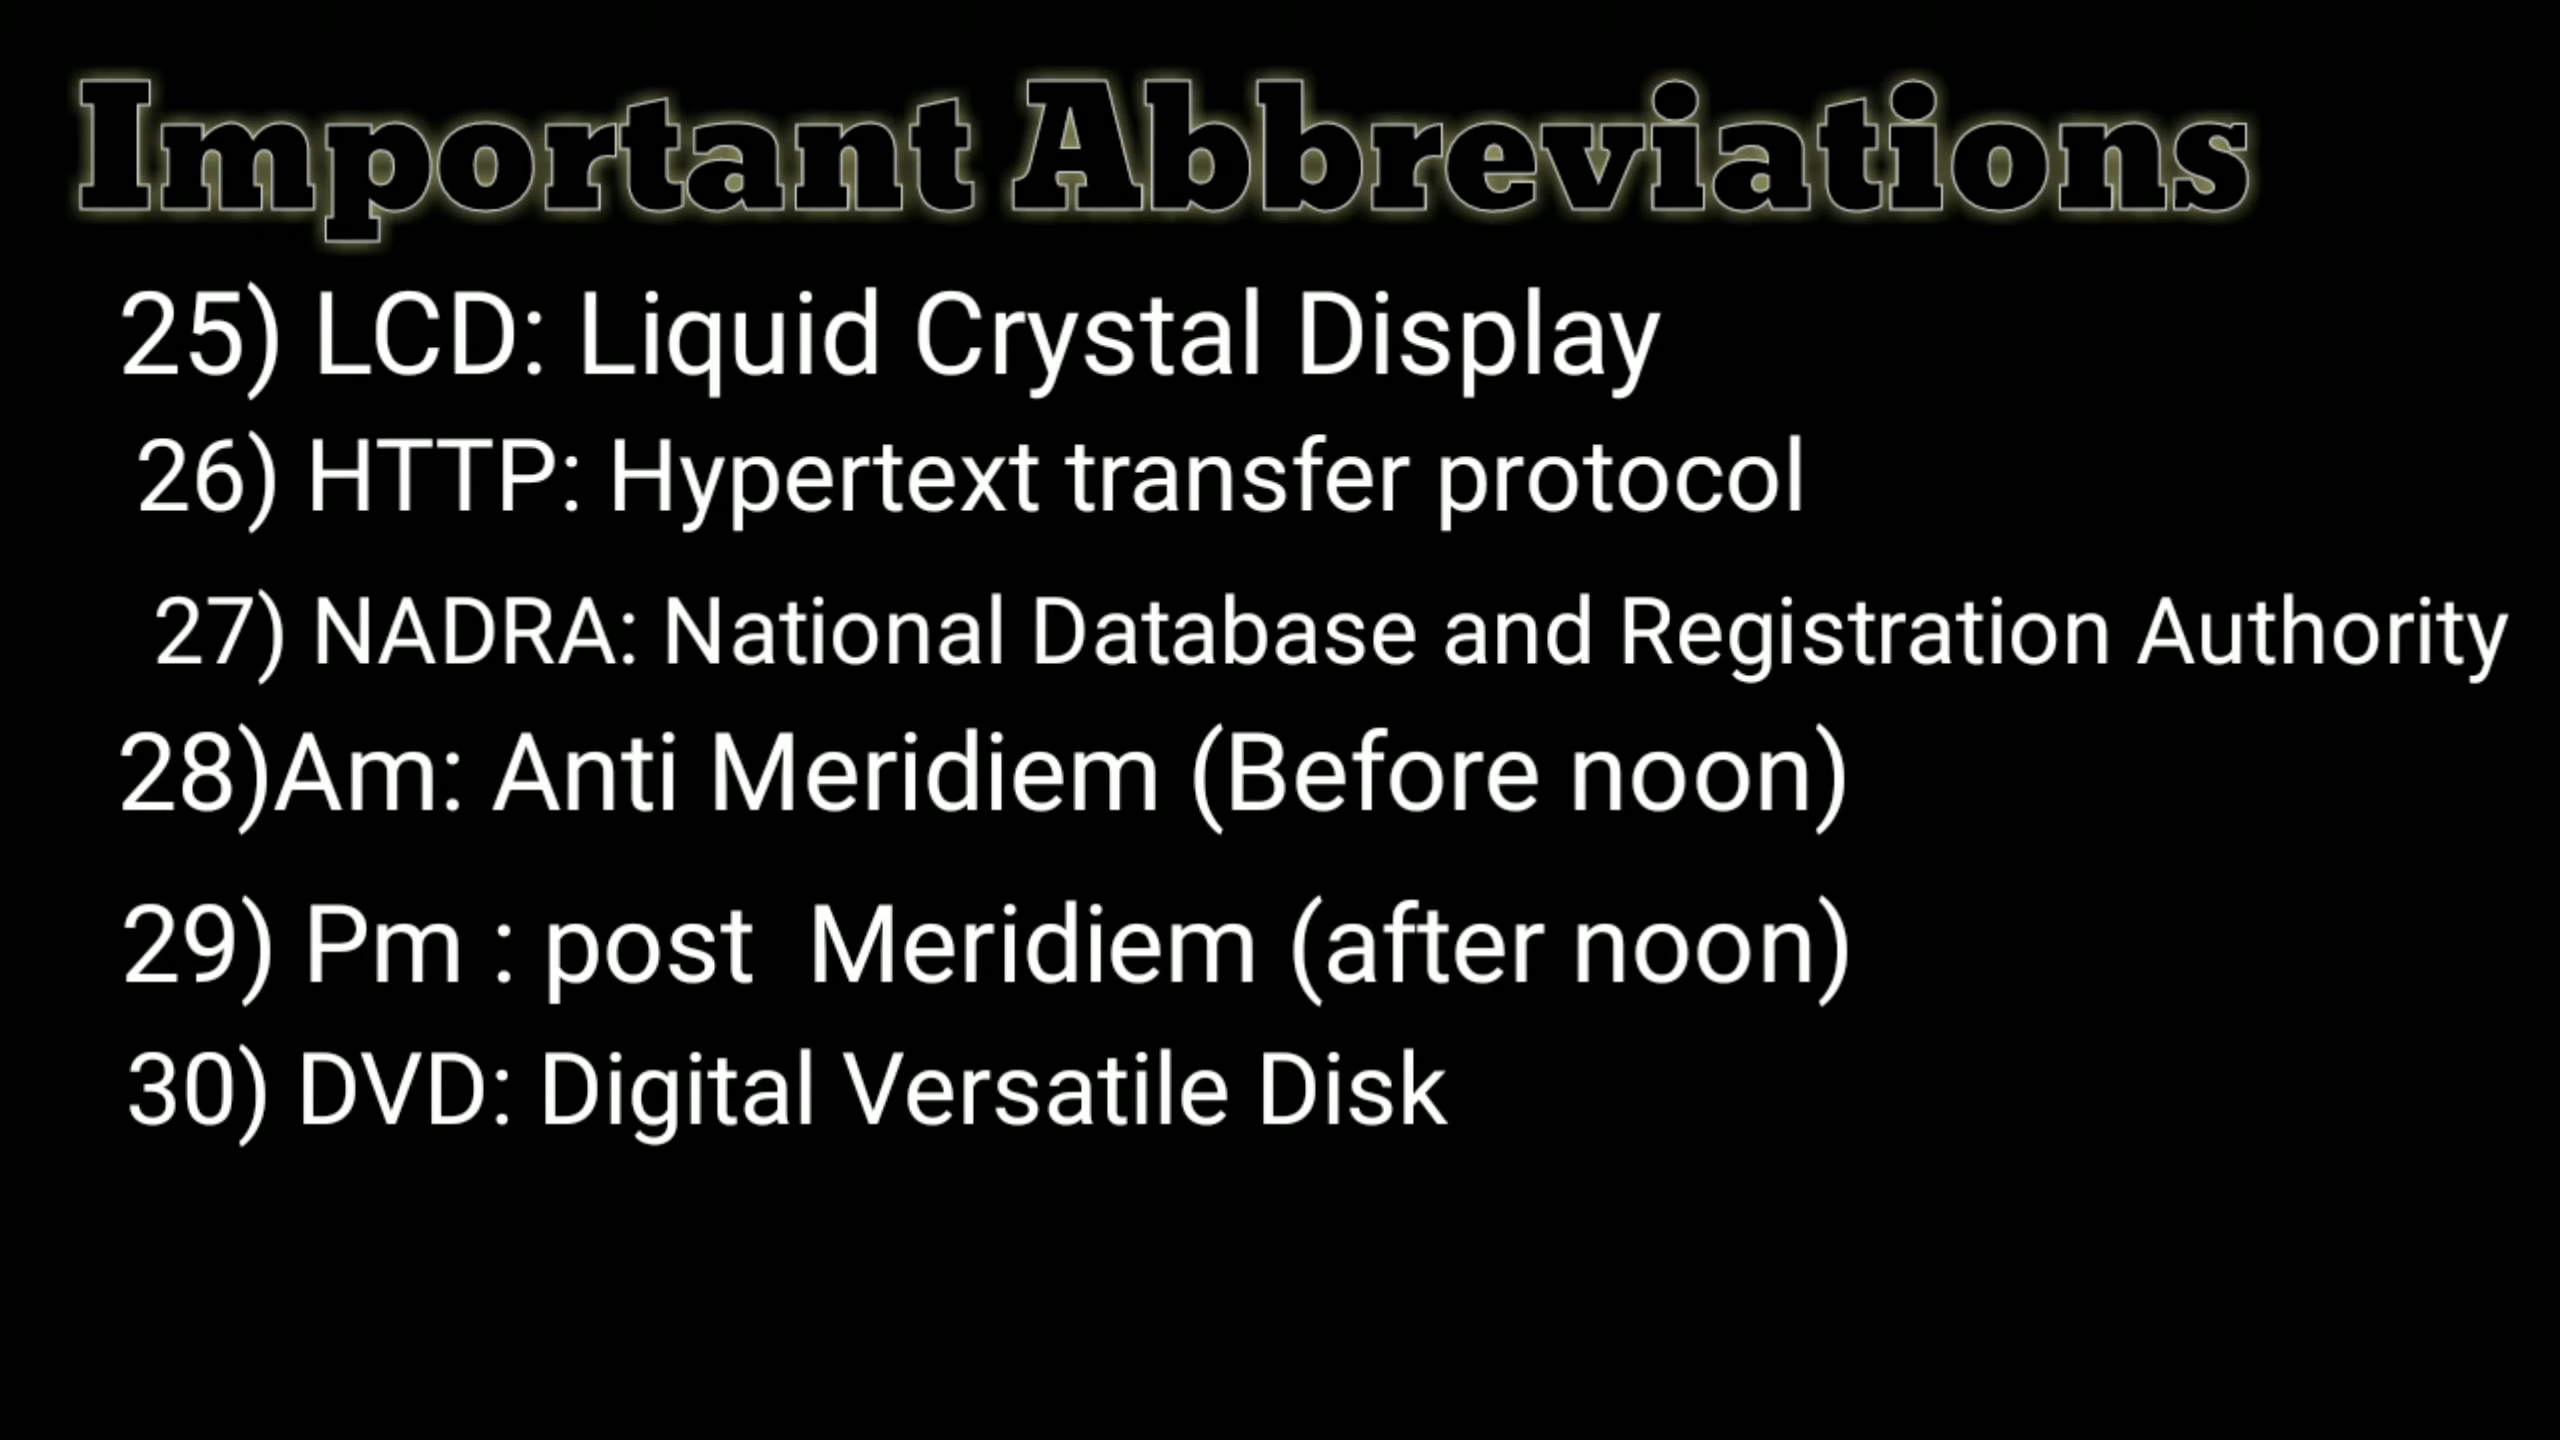 Important Abbreviations
25) LCD: Liquid Crystal Display
26) HTTP: Hypertext transfer protocol
27) NADRA: National Database and Registration Authority
28)Am: Anti Meridiem (Before noon)
29) Pm : post  Meridiem (after noon)
30) DVD: Digital Versatile Disk